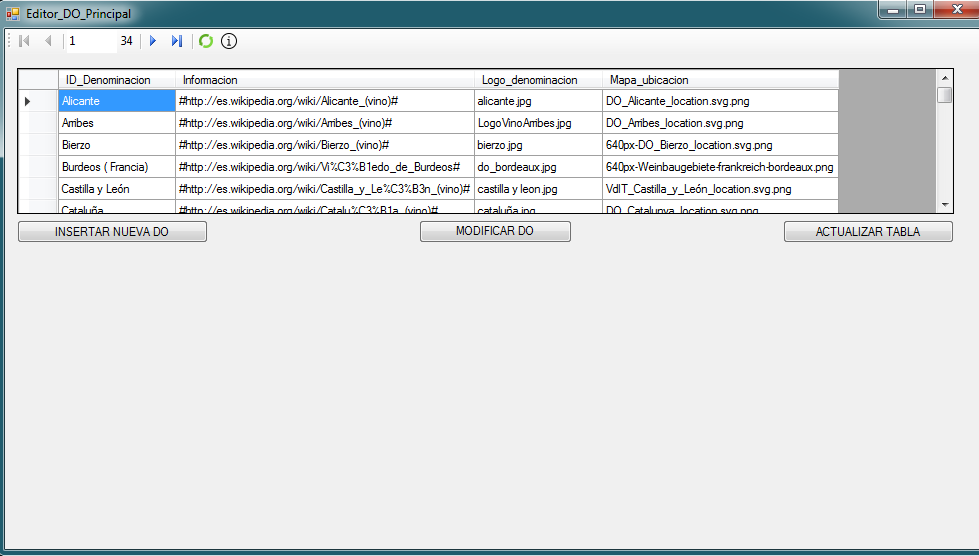 Editor_DO_Principal
1 34
ID_Denominacion Informacion Logo_denominacion Mapa_ubicacion
Alicante #http://es.wikipedia.org/wiki/Alicante_(vino)# alicante.jpg DO_Alicante_location.svg.png
Arribes #http://es.wikipedia.org/wiki/Arribes_(vino)# LogoVinoArribes.jpg DO_Arribes_location.svg.png
Bierzo #http://es.wikipedia.org/wiki/Bierzo_(vino)# bierzo.jpg 640px-DO_Bierzo_location.svg.png
Burdeos ( Francia) #http://es.wikipedia.org/wiki/Vi%C3%B1edo_de_Burdeos# do_bordeaux.jpg 640px-Weinbaugebiete-frankreich-bordeaux.png
Castilla y León #http://es.wikipedia.org/wiki/Castilla_y_Le%C3%B3n_(vino)# castilla y leon.jpg VdlT_Castilla_y_León_location.svg.png
Cataluña #http://es.wikipedia.org/wiki/Catalu%C3%B1a_(vino)# cataluña.jpg DO_Catalunya_location.svg.png
INSERTAR NUEVA DO MODIFICAR DO ACTUALIZAR TABLA